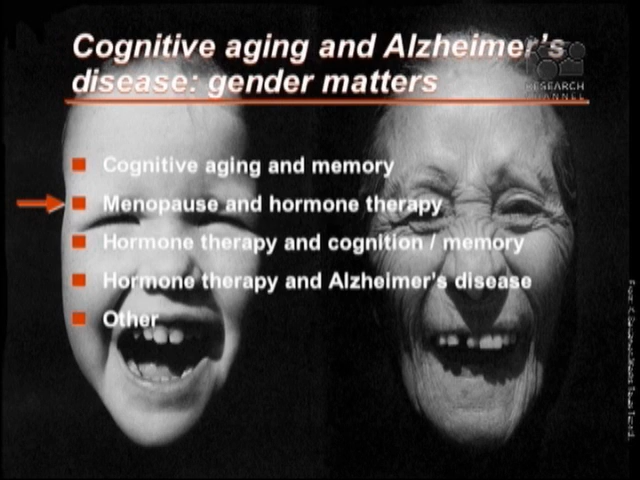 Cognitive aging and Alzheimer's
disease: gender matters
RESEARCH
CHANNEL
Cognitive aging and memory
Menopause and hormone therapy
Hormone therapy and cognition / memory
Hormone therapy and Alzheimer's disease
Other